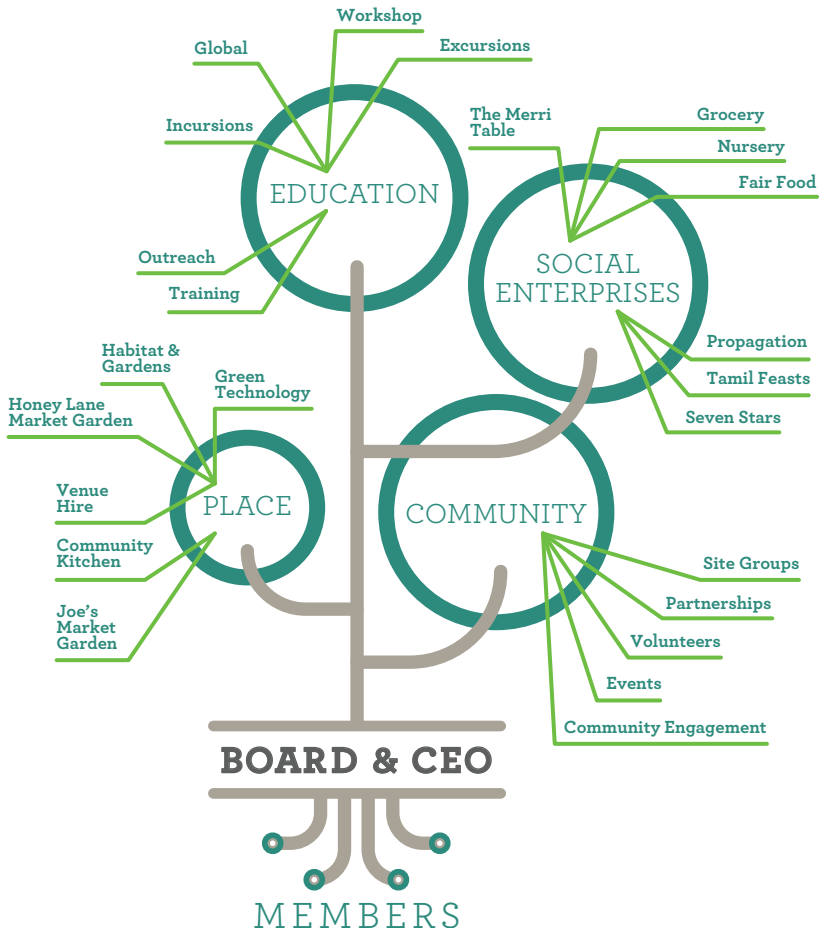 Workshop
Global
Excursions
Incursions
EDUCATION
Outreach
Training
The Merri
Table
Grocery
Nursery
Fair Food
SOCIAL
ENTERPRISES
Propagation
Tamil Feasts
Seven Stars
Habitat &
Gardens
Green
Technology
Honey Lane
Market Garden
Venue
Hire
PLACE
Community
Kitchen
Joe’s
Market
Garden
COMMUNITY
Site Groups
Partnerships
Volunteers
Events
Community Engagement
BOARD & CEO
MEMBERS